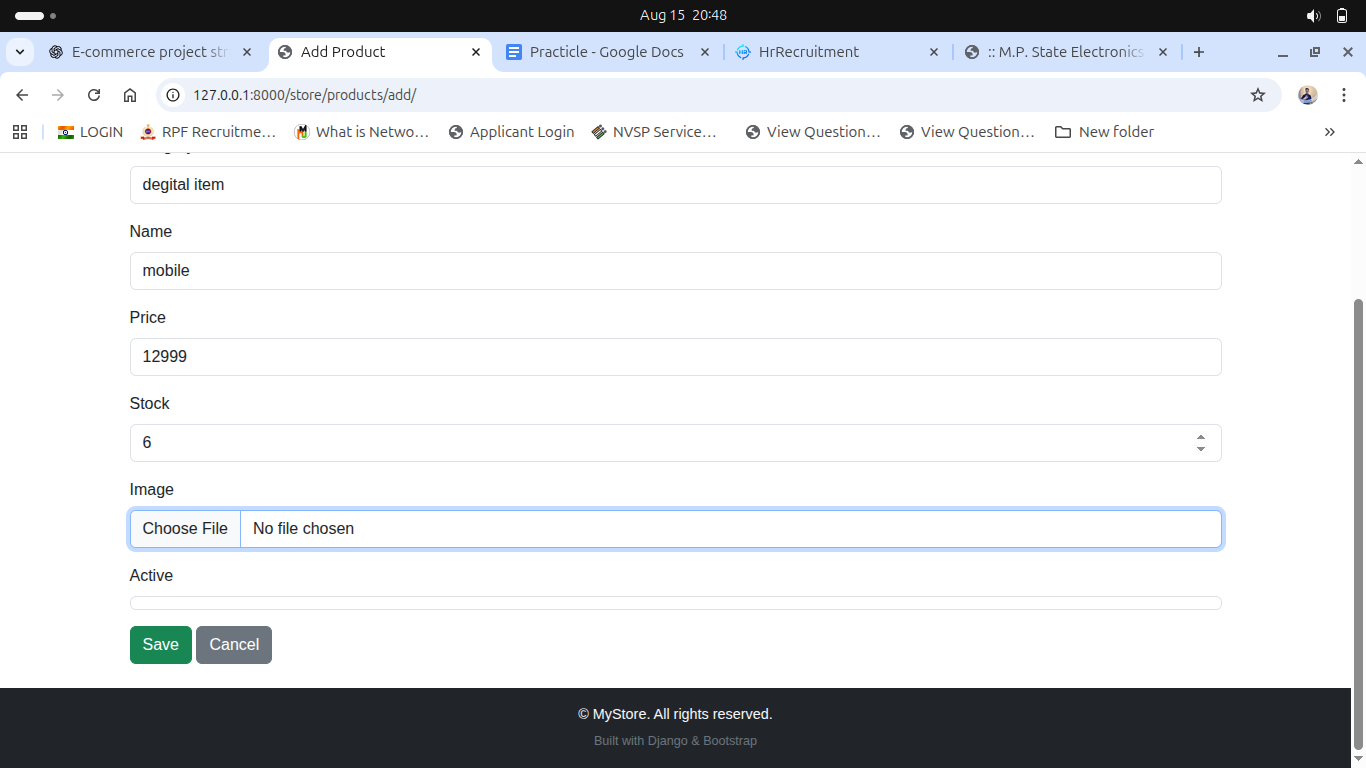 Aug 15 20:48
E-commerce project str
Add Product
Practicle - Google Docs
HrRecruitment
:: M.P. State Electronics
127.0.0.1:8000/store/products/add/
LOGIN
RPF Recruitme…
What is Netwo…
Applicant Login
NVSP Service…
View Question…
View Question…
New folder
degital item
Name
mobile
Price
12999
Stock
6
Image
Choose File No file chosen
Active
Save Cancel
© MyStore. All rights reserved.
Built with Django & Bootstrap